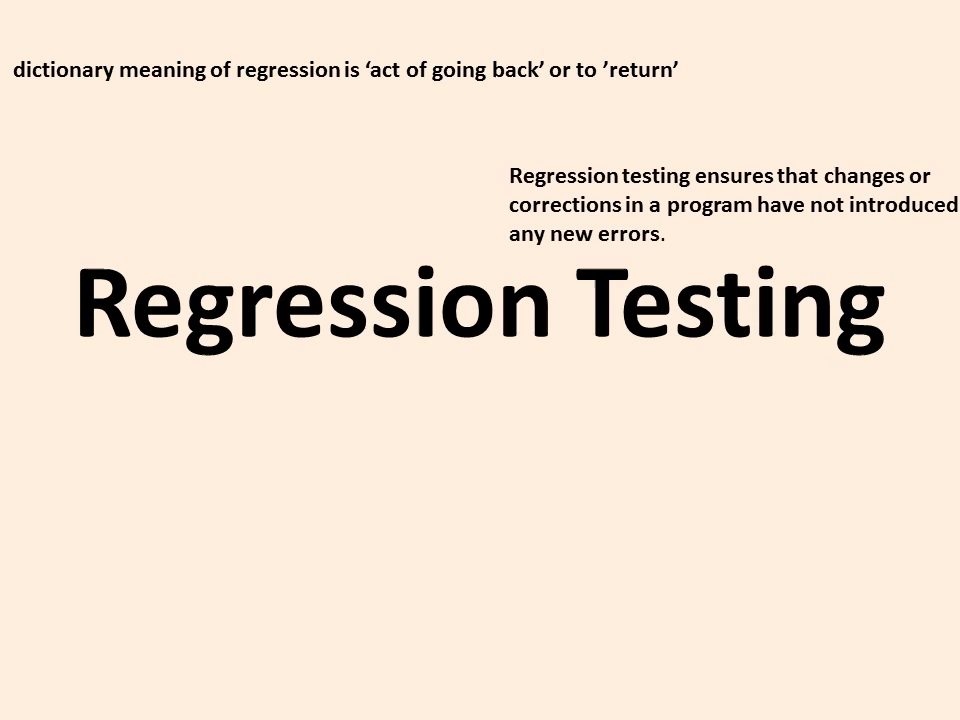 dictionary meaning of regression is ‘act of going back’ or to ’return’
Regression testing ensures that changes or
corrections in a program have not introduced
any new errors.
Regression Testing